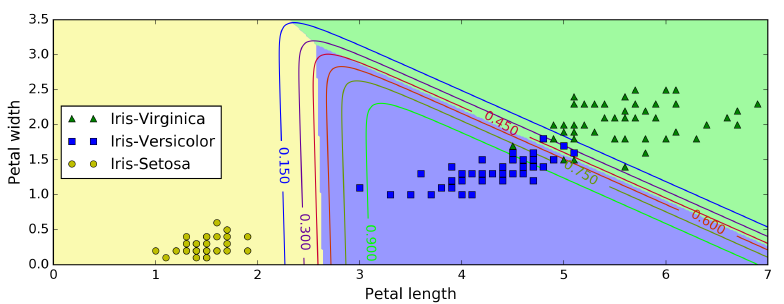 3.5
3.0
2.5
2.0
1.5
1.0
0.5
0.0
Petal width
Iris-Virginica
Iris-Versicolor
Iris-Setosa
0.150
0.300
0.450
0.750
0.600
0.900
0 1 2 3 4 5 6 7
Petal length